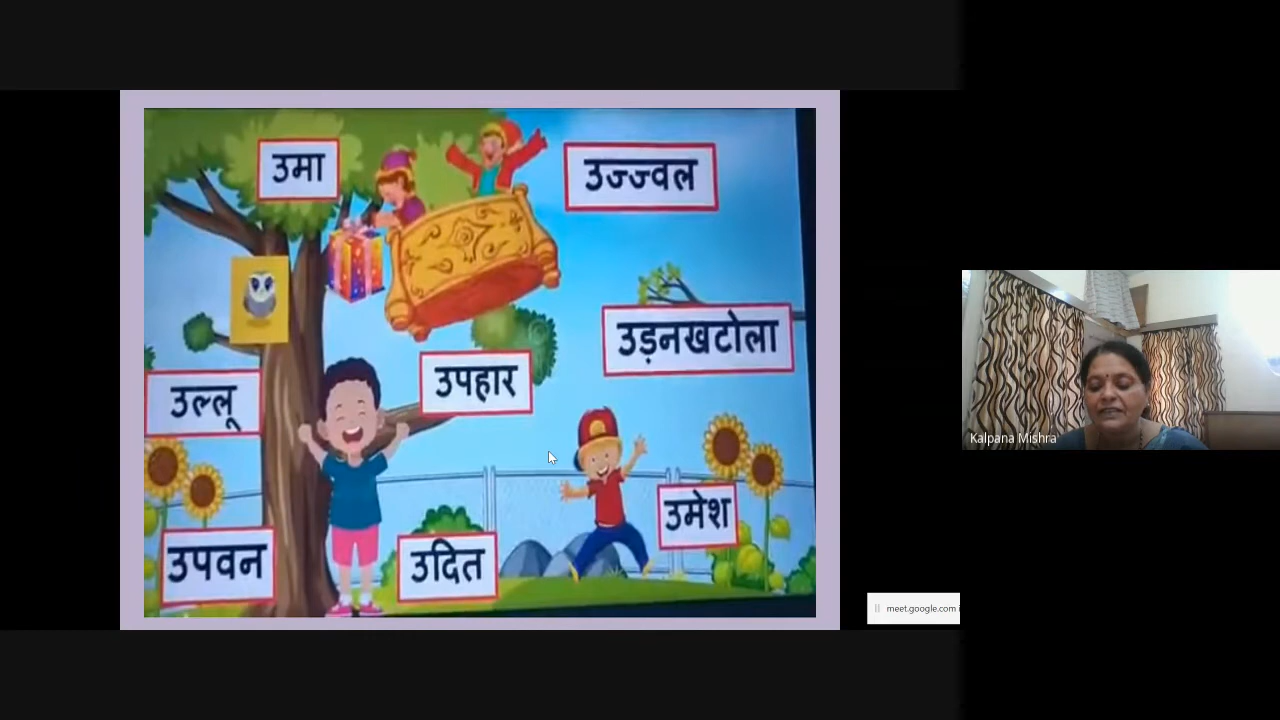 उमा
उज्ज्वल
उड़नखटोला
उपहार
उल्लू
उमेश
उपवन
उदित
Kalpana Mishra
meet.google.com i